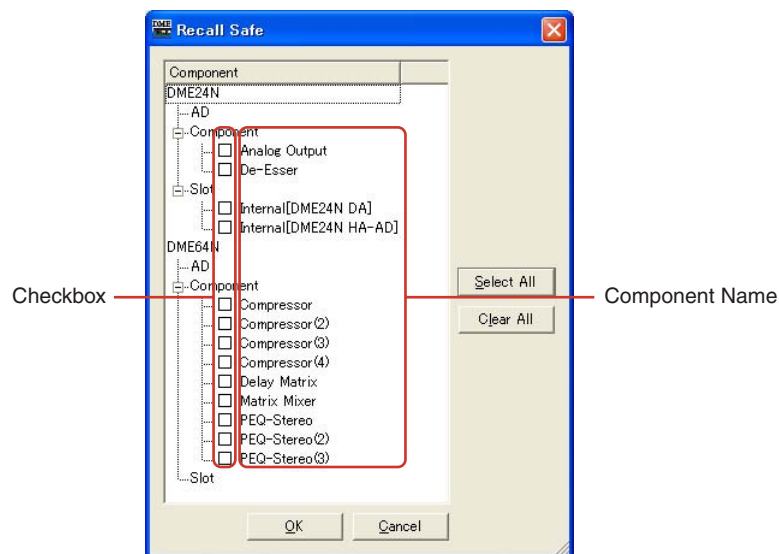 Recall Safe
Component
DME24N
AD
Component
Analog Output
De-Esser
Slot
Internal[DME24N DA]
Internal[DME24N HA-AD]
DME64N
AD
Component
Compressor
Compressor(2)
Compressor(3)
Compressor(4)
Delay Matrix
Matrix Mixer
PEQ-Stereo
PEQ-Stereo(2)
PEQ-Stereo(3)
Slot
Select All
Clear All
Checkbox
Component Name
OK
Cancel